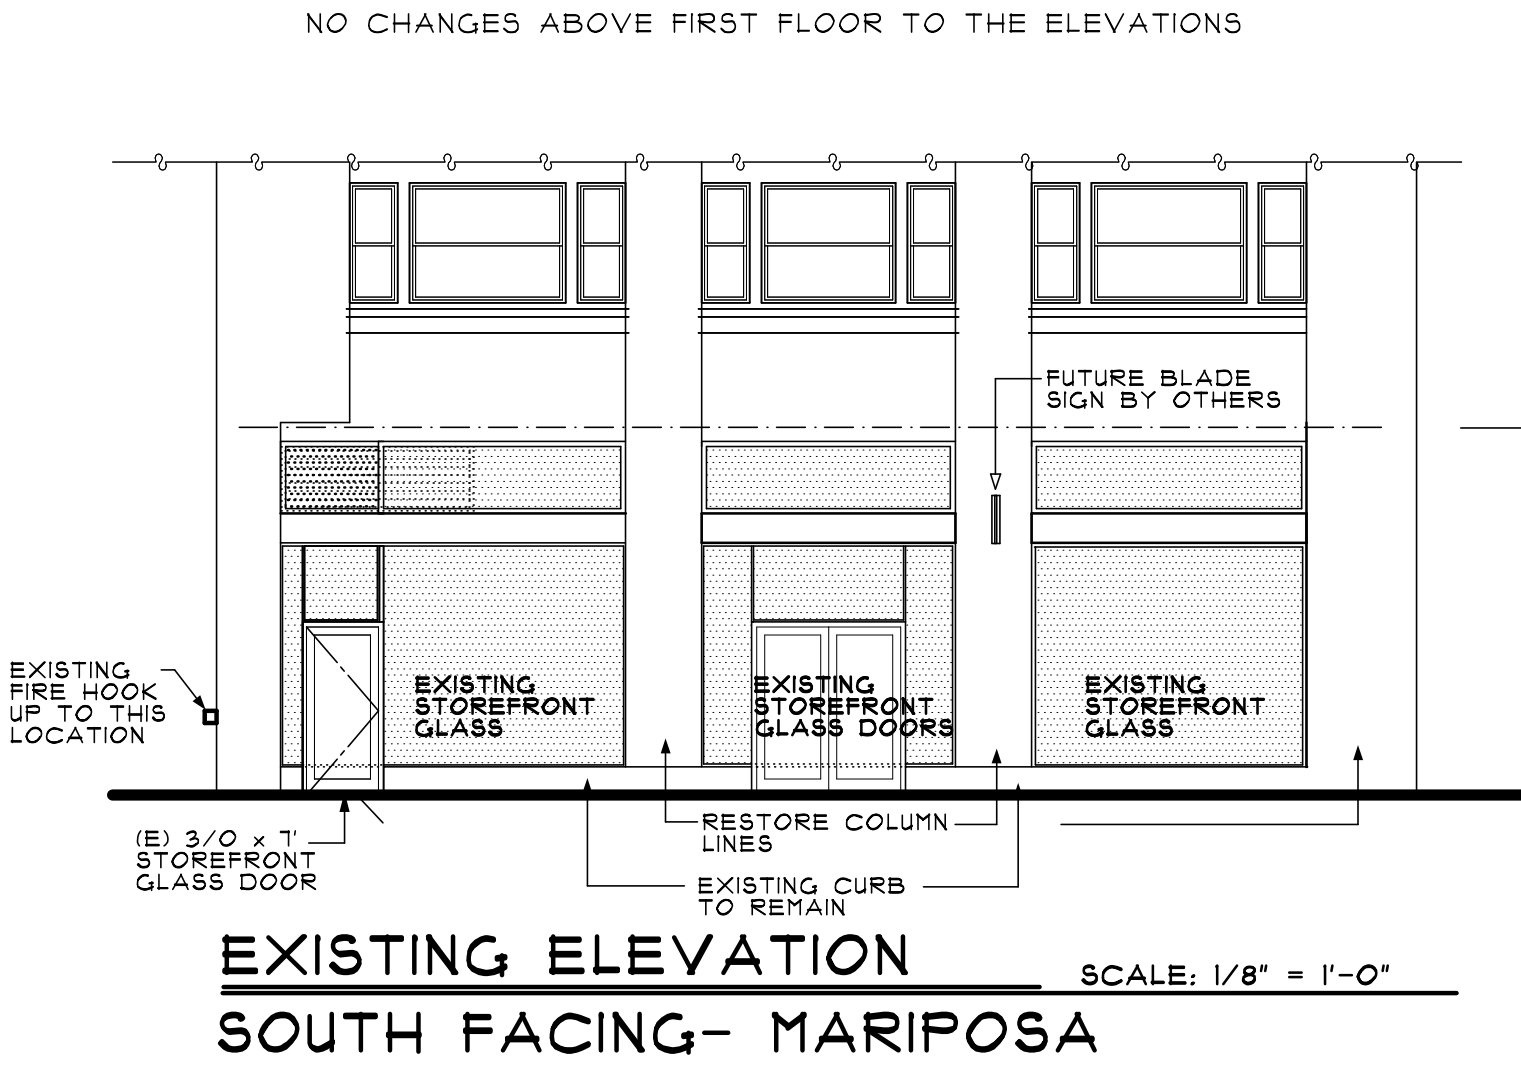 NO CHANGES ABOVE FIRST FLOOR TO THE ELEVATIONS
FUTURE BLADE
SIGN BY OTHERS
EXISTING
FIRE HOOK
UP TO THIS
LOCATION
EXISTING
STOREFRONT
GLASS
EXISTING
STOREFRONT
GLASS DOORS
EXISTING
STOREFRONT
GLASS
(E) 3/0 x 7'
STOREFRONT
GLASS DOOR
RESTORE COLUMN
LINES
EXISTING CURB
TO REMAIN
EXISTING ELEVATION
SCALE: 1/8" = 1'-0"
SOUTH FACING- MARIPOSA